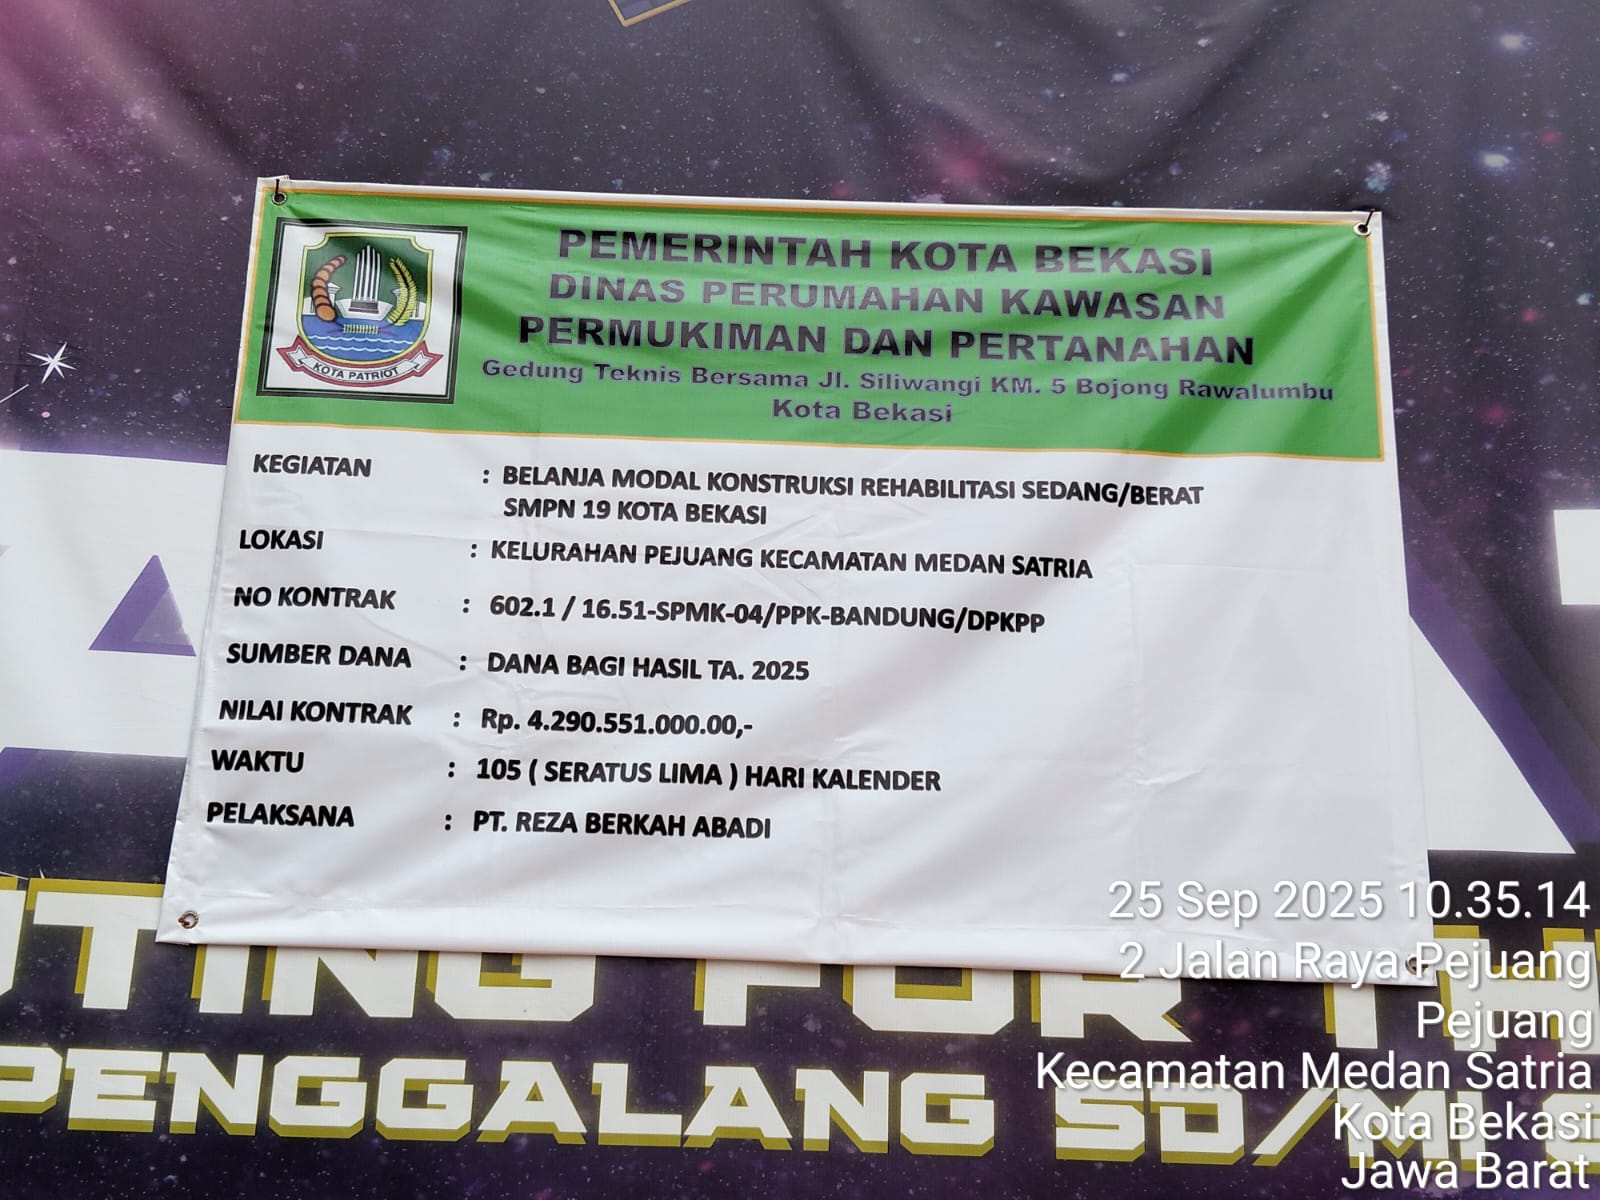 PEMERINTAH KOTA BEKASI
DINAS PERUMAHAN KAWASAN
PERMUKIMAN DAN PERTANAHAN
Gedung Teknis Bersama Jl. Siliwangi KM. 5 Bojong Rawalumbu
Kota Bekasi
KOTA PATRIOT
KEGIATAN : BELANJA MODAL KONSTRUKSI REHABILITASI SEDANG/BERAT
SMPN 19 KOTA BEKASI
LOKASI : KELURAHAN PEJUANG KECAMATAN MEDAN SATRIA
NO KONTRAK : 602.1 / 16.51-SPMK-04/PPK-BANDUNG/DPKPP
SUMBER DANA : DANA BAGI HASIL TA. 2025
NILAI KONTRAK : Rp. 4.290.551.000.00,-
WAKTU : 105 ( SERATUS LIMA ) HARI KALENDER
PELAKSANA : PT. REZA BERKAH ABADI
FOR
PENGGALANG SD/MI
25 Sep 2025 10.35.14
2 Jalan Raya Pejuang
Pejuang
Kecamatan Medan Satria
Kota Bekasi
Jawa Barat